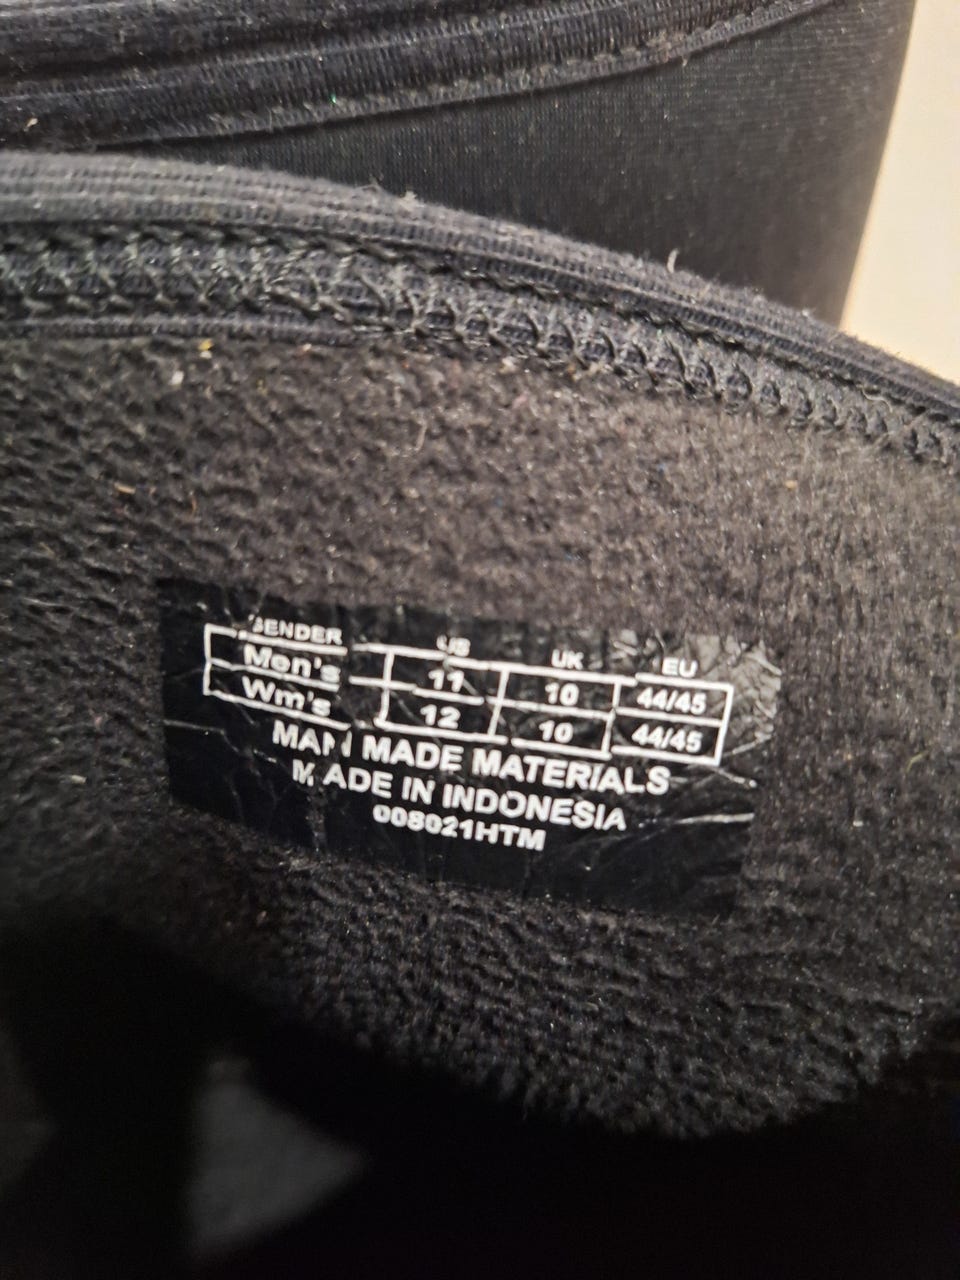 GENDER US UK EU
Men's 11 10 44/45
Wm's 12 10 44/45
MAN MADE MATERIALS
MADE IN INDONESIA
008021HTM